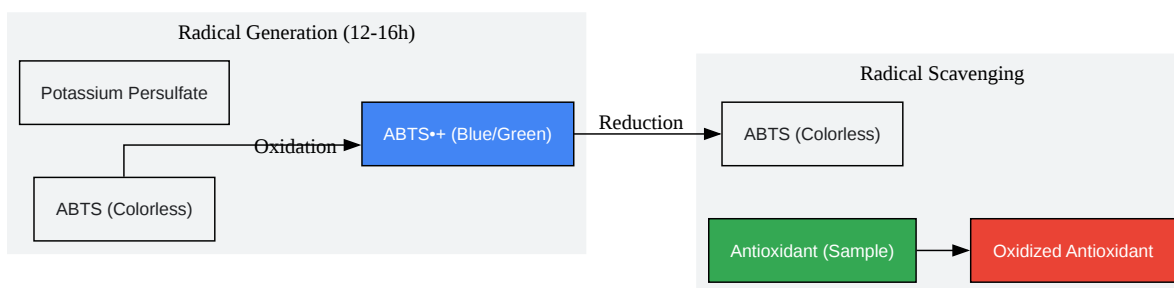 Radical Generation (12-16h)
Potassium Persulfate
ABTS (Colorless)
Oxidation
ABTS•+ (Blue/Green)
Reduction
Radical Scavenging
ABTS (Colorless)
Antioxidant (Sample)
Oxidized Antioxidant